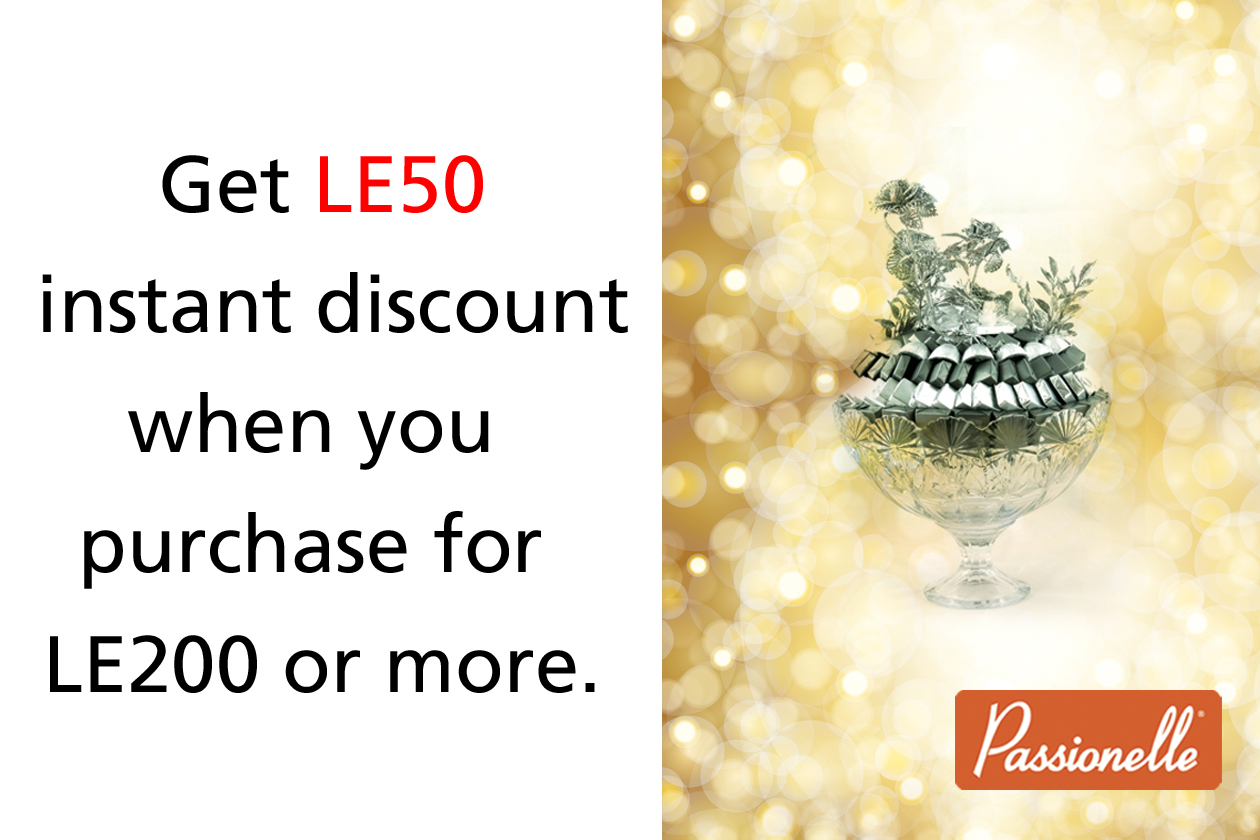 Get LE50
instant discount
when you
purchase for
LE200 or more.
Passionelle®